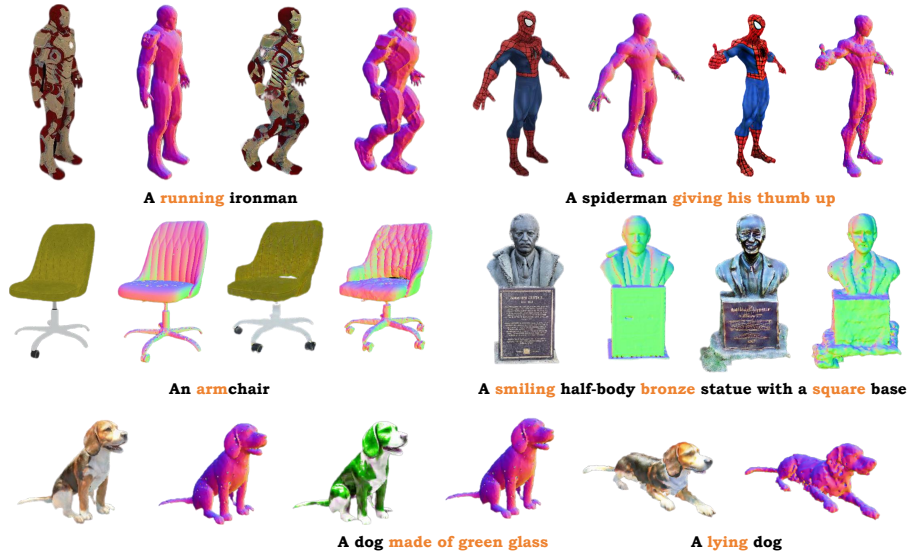 A running ironman
A spiderman giving his thumb up
An armchair
A smiling half-body bronze statue with a square base
A dog made of green glass
A lying dog